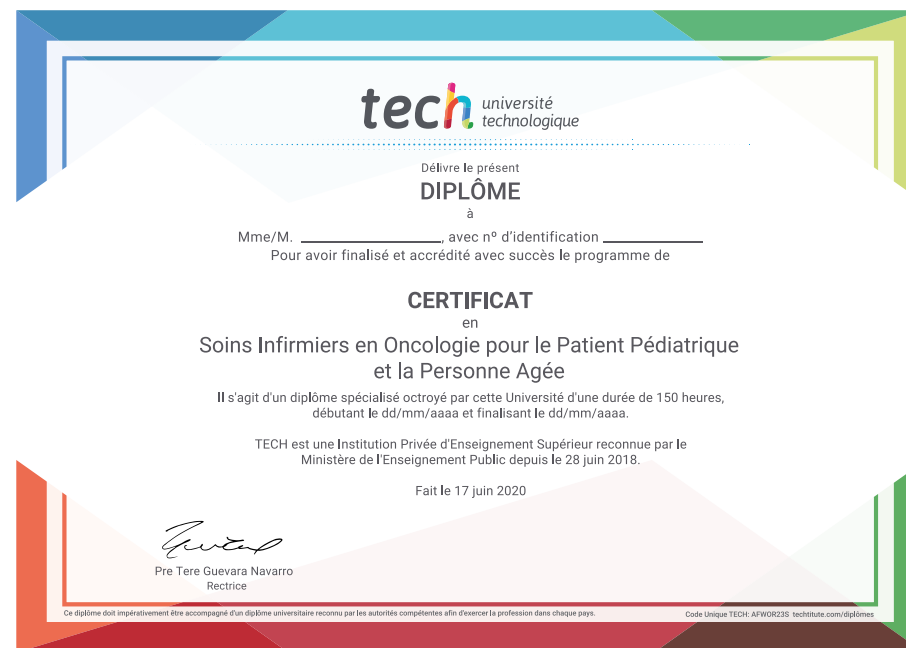 tech université
technologique
Délivre le présent
DIPLÔME
à
Mme/M. ____________________, avec nº d'identification ______________
Pour avoir finalisé et accrédité avec succès le programme de
CERTIFICAT
en
Soins Infirmiers en Oncologie pour le Patient Pédiatrique
et la Personne Agée
Il s'agit d'un diplôme spécialisé octroyé par cette Université d'une durée de 150 heures,
débutant le dd/mm/aaaa et finalisant le dd/mm/aaaa.
TECH est une Institution Privée d'Enseignement Supérieur reconnue par le
Ministère de l'Enseignement Public depuis le 28 juin 2018.
Fait le 17 juin 2020
Pre Tere Guevara Navarro
Rectrice
Ce diplôme doit impérativement être accompagné d'un diplôme universitaire reconnu par les autorités compétentes afin d'exercer la profession dans chaque pays.
Code Unique TECH: AFWOR23S techtitute.com/diplômes